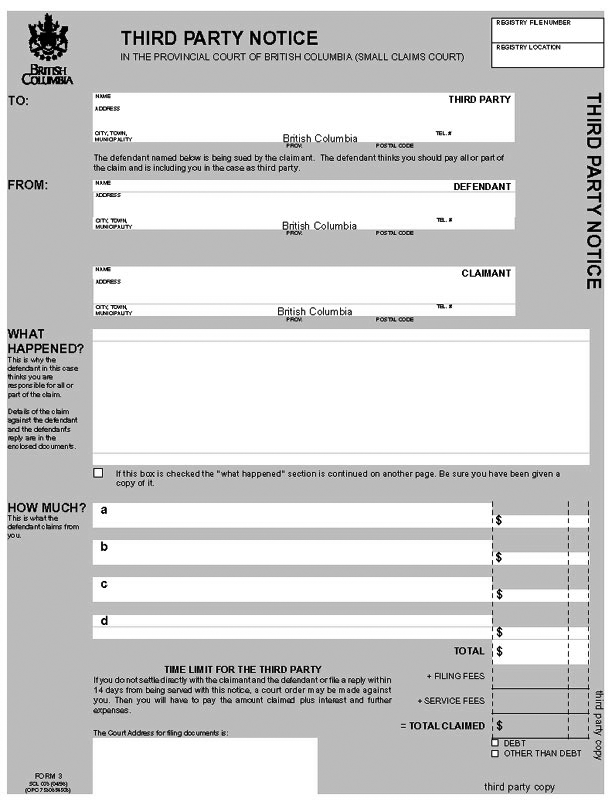 REGISTRY FILE NUMBER
REGISTRY LOCATION
BRITISH
COLUMBIA
THIRD PARTY NOTICE
IN THE PROVINCIAL COURT OF BRITISH COLUMBIA (SMALL CLAIMS COURT)
THIRD PARTY NOTICE
TO:
NAME
THIRD PARTY
ADDRESS
CITY, TOWN,
MUNICIPALITY
British Columbia
PROV.
POSTAL CODE
TEL. #
The defendant named below is being sued by the claimant. The defendant thinks you should pay all or part of
the claim and is including you in the case as third party.
FROM:
NAME
DEFENDANT
ADDRESS
CITY, TOWN,
MUNICIPALITY
British Columbia
PROV.
POSTAL CODE
TEL. #
NAME
CLAIMANT
ADDRESS
CITY, TOWN,
MUNICIPALITY
British Columbia
PROV.
POSTAL CODE
TEL. #
WHAT
HAPPENED?
This is why the
defendant in this case
thinks you are
responsible for all or
part of the claim.
Details of the claim
against the defendant
and the defendant's
reply are in the
enclosed documents.
If this box is checked the "what happened" section is continued on another page. Be sure you have been given a
copy of it.
HOW MUCH?
This is what the
defendant claims from
you.
a
$
b
$
c
$
d
$
TOTAL $
TIME LIMIT FOR THE THIRD PARTY
If you do not settle directly with the claimant and the defendant or file a reply within
14 days from being served with this notice, a court order may be made against
you. Then you will have to pay the amount claimed plus interest and further
expenses.
+ FILING FEES
+ SERVICE FEES
= TOTAL CLAIMED $
The Court Address for filing documents is:
DEBT
OTHER THAN DEBT
third party copy
FORM 3
third party copy